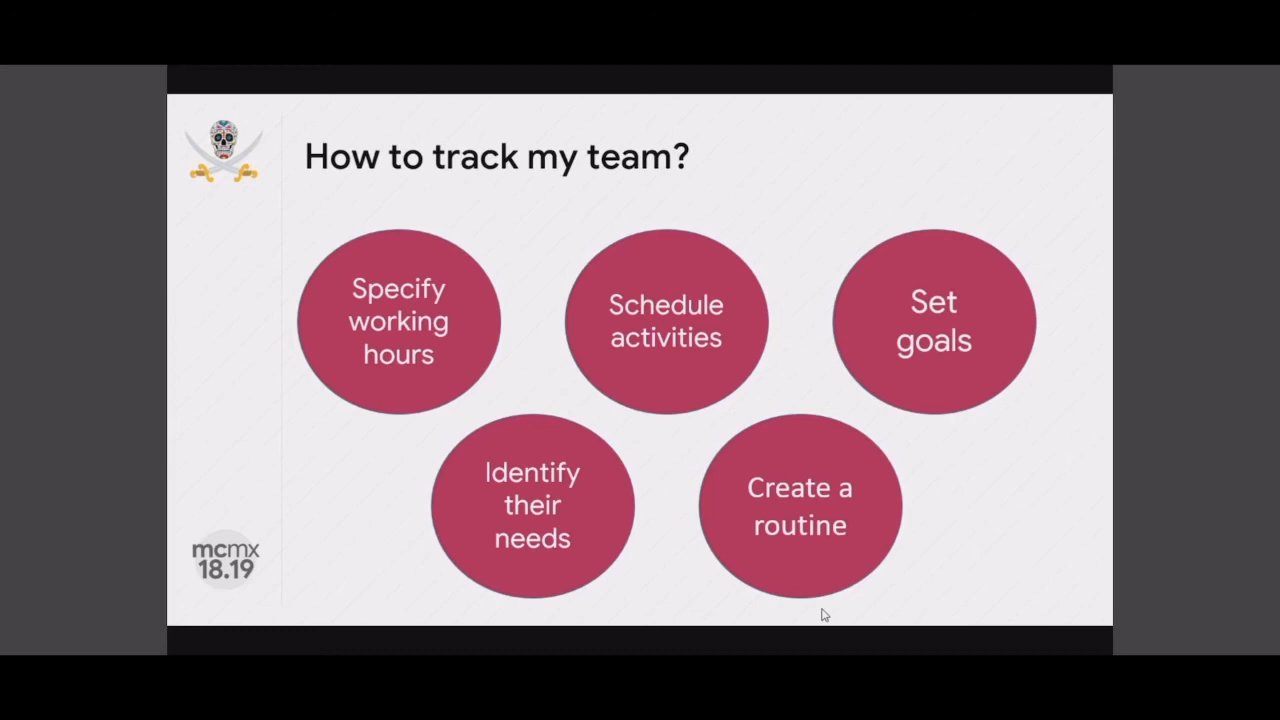 How to track my team?
Specify
working
hours
Schedule
activities
Set
goals
Identify
their
needs
Create a
routine
mcmx
18.19